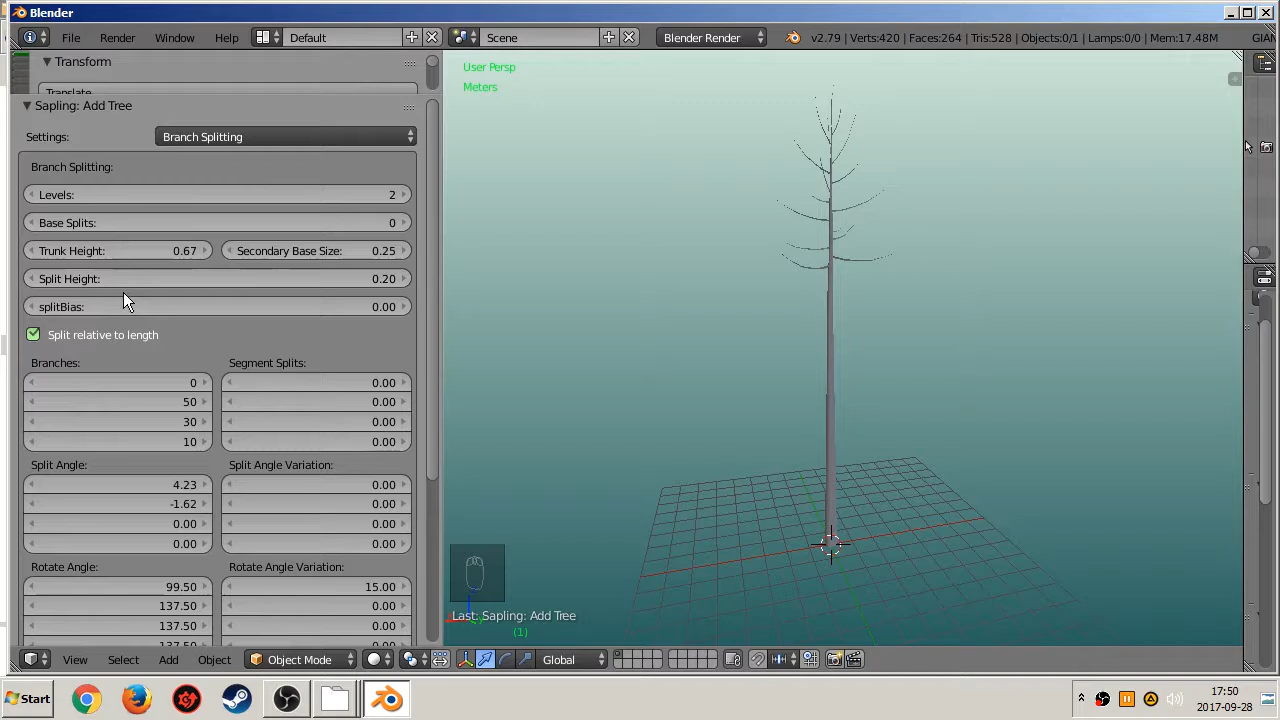 Blender
File Render Window Help Default Scene Blender Render v2.79 | Verts:420 | Faces:264 | Tris:528 | Objects:0/1 | Lamps:0/0 | Mem:17.48M GIAN
Transform
Translate
User Persp
Meters
Sapling: Add Tree
Settings: Branch Splitting
Branch Splitting:
Levels: 2
Base Splits: 0
Trunk Height: 0.67 Secondary Base Size: 0.25
Split Height: 0.20
splitBias: 0.00
Split relative to length
Branches: Segment Splits:
0 0.00
50 0.00
30 0.00
10 0.00
Split Angle: Split Angle Variation:
4.23 0.00
-1.62 0.00
0.00 0.00
0.00 0.00
Rotate Angle: Rotate Angle Variation:
99.50 15.00
137.50 0.00
137.50 0.00
137.50 0.00
Last: Sapling: Add Tree
(1)
View Select Add Object Object Mode Global
Start 17:50
2017-09-28